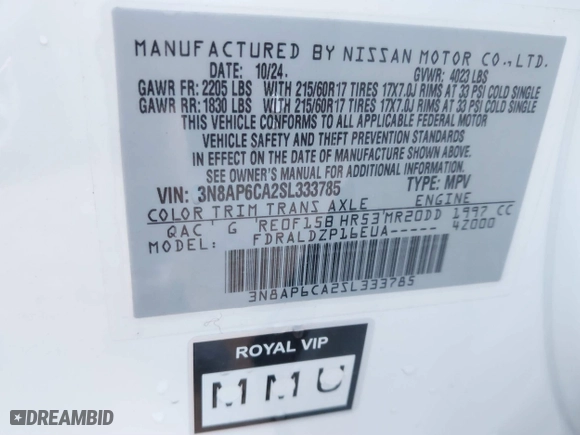 MANUFACTURED BY NISSAN MOTOR CO., LTD.
DATE: 10/24. GVWR: 4023 LBS
GAWR FR: 2205 LBS WITH 215/60R17 TIRES 17X7.0J RIMS AT 33 PSI COLD SINGLE
GAWR RR: 1830 LBS WITH 215/60R17 TIRES 17X7.0J RIMS AT 33 PSI COLD SINGLE
THIS VEHICLE CONFORMS TO ALL APPLICABLE FEDERAL MOTOR
VEHICLE SAFETY AND THEFT PREVENTION STANDARDS
IN EFFECT ON THE DATE OF MANUFACTURE SHOWN ABOVE.
SEE OWNER'S MANUAL FOR ADDITIONAL INFORMATION
VIN: 3N8AP6CA2SL333785 TYPE: MPV
COLOR TRIM TRANS AXLE ENGINE
QAC G RE0F15B HR53 MR20DD 1997 CC
FDRALDZP16EUA----- 42000
3N8AP6CA2SL333785
ROYAL VIP
MMU
DREAMBID